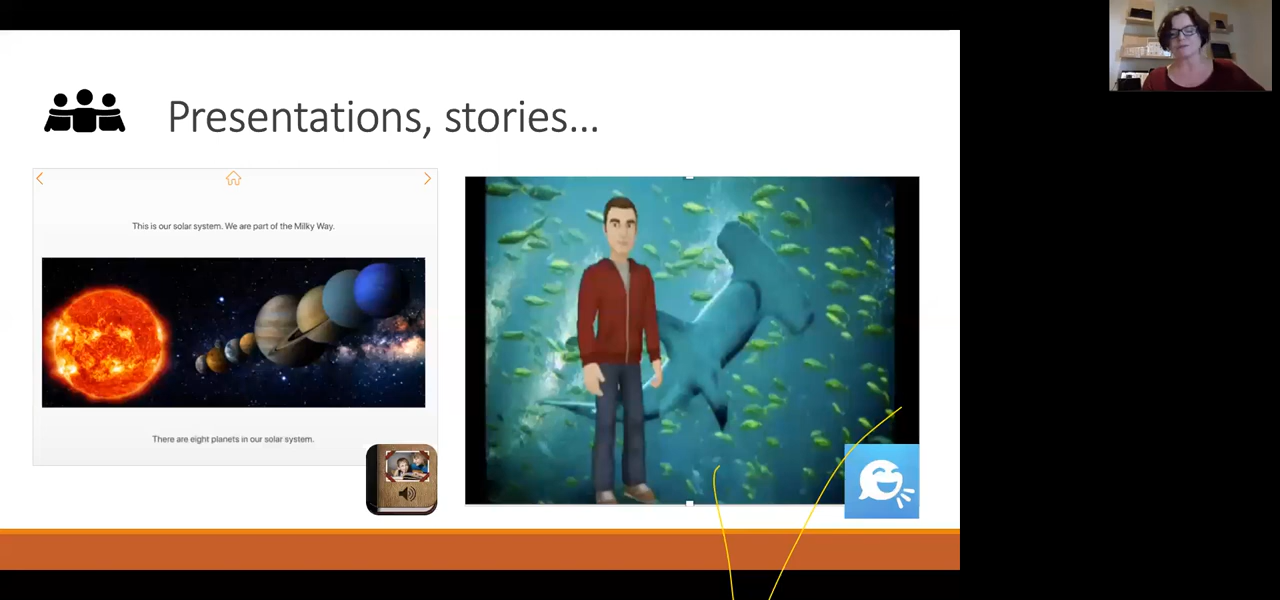 Presentations, stories...
This is our solar system. We are part of the Milky Way.
There are eight planets in our solar system.